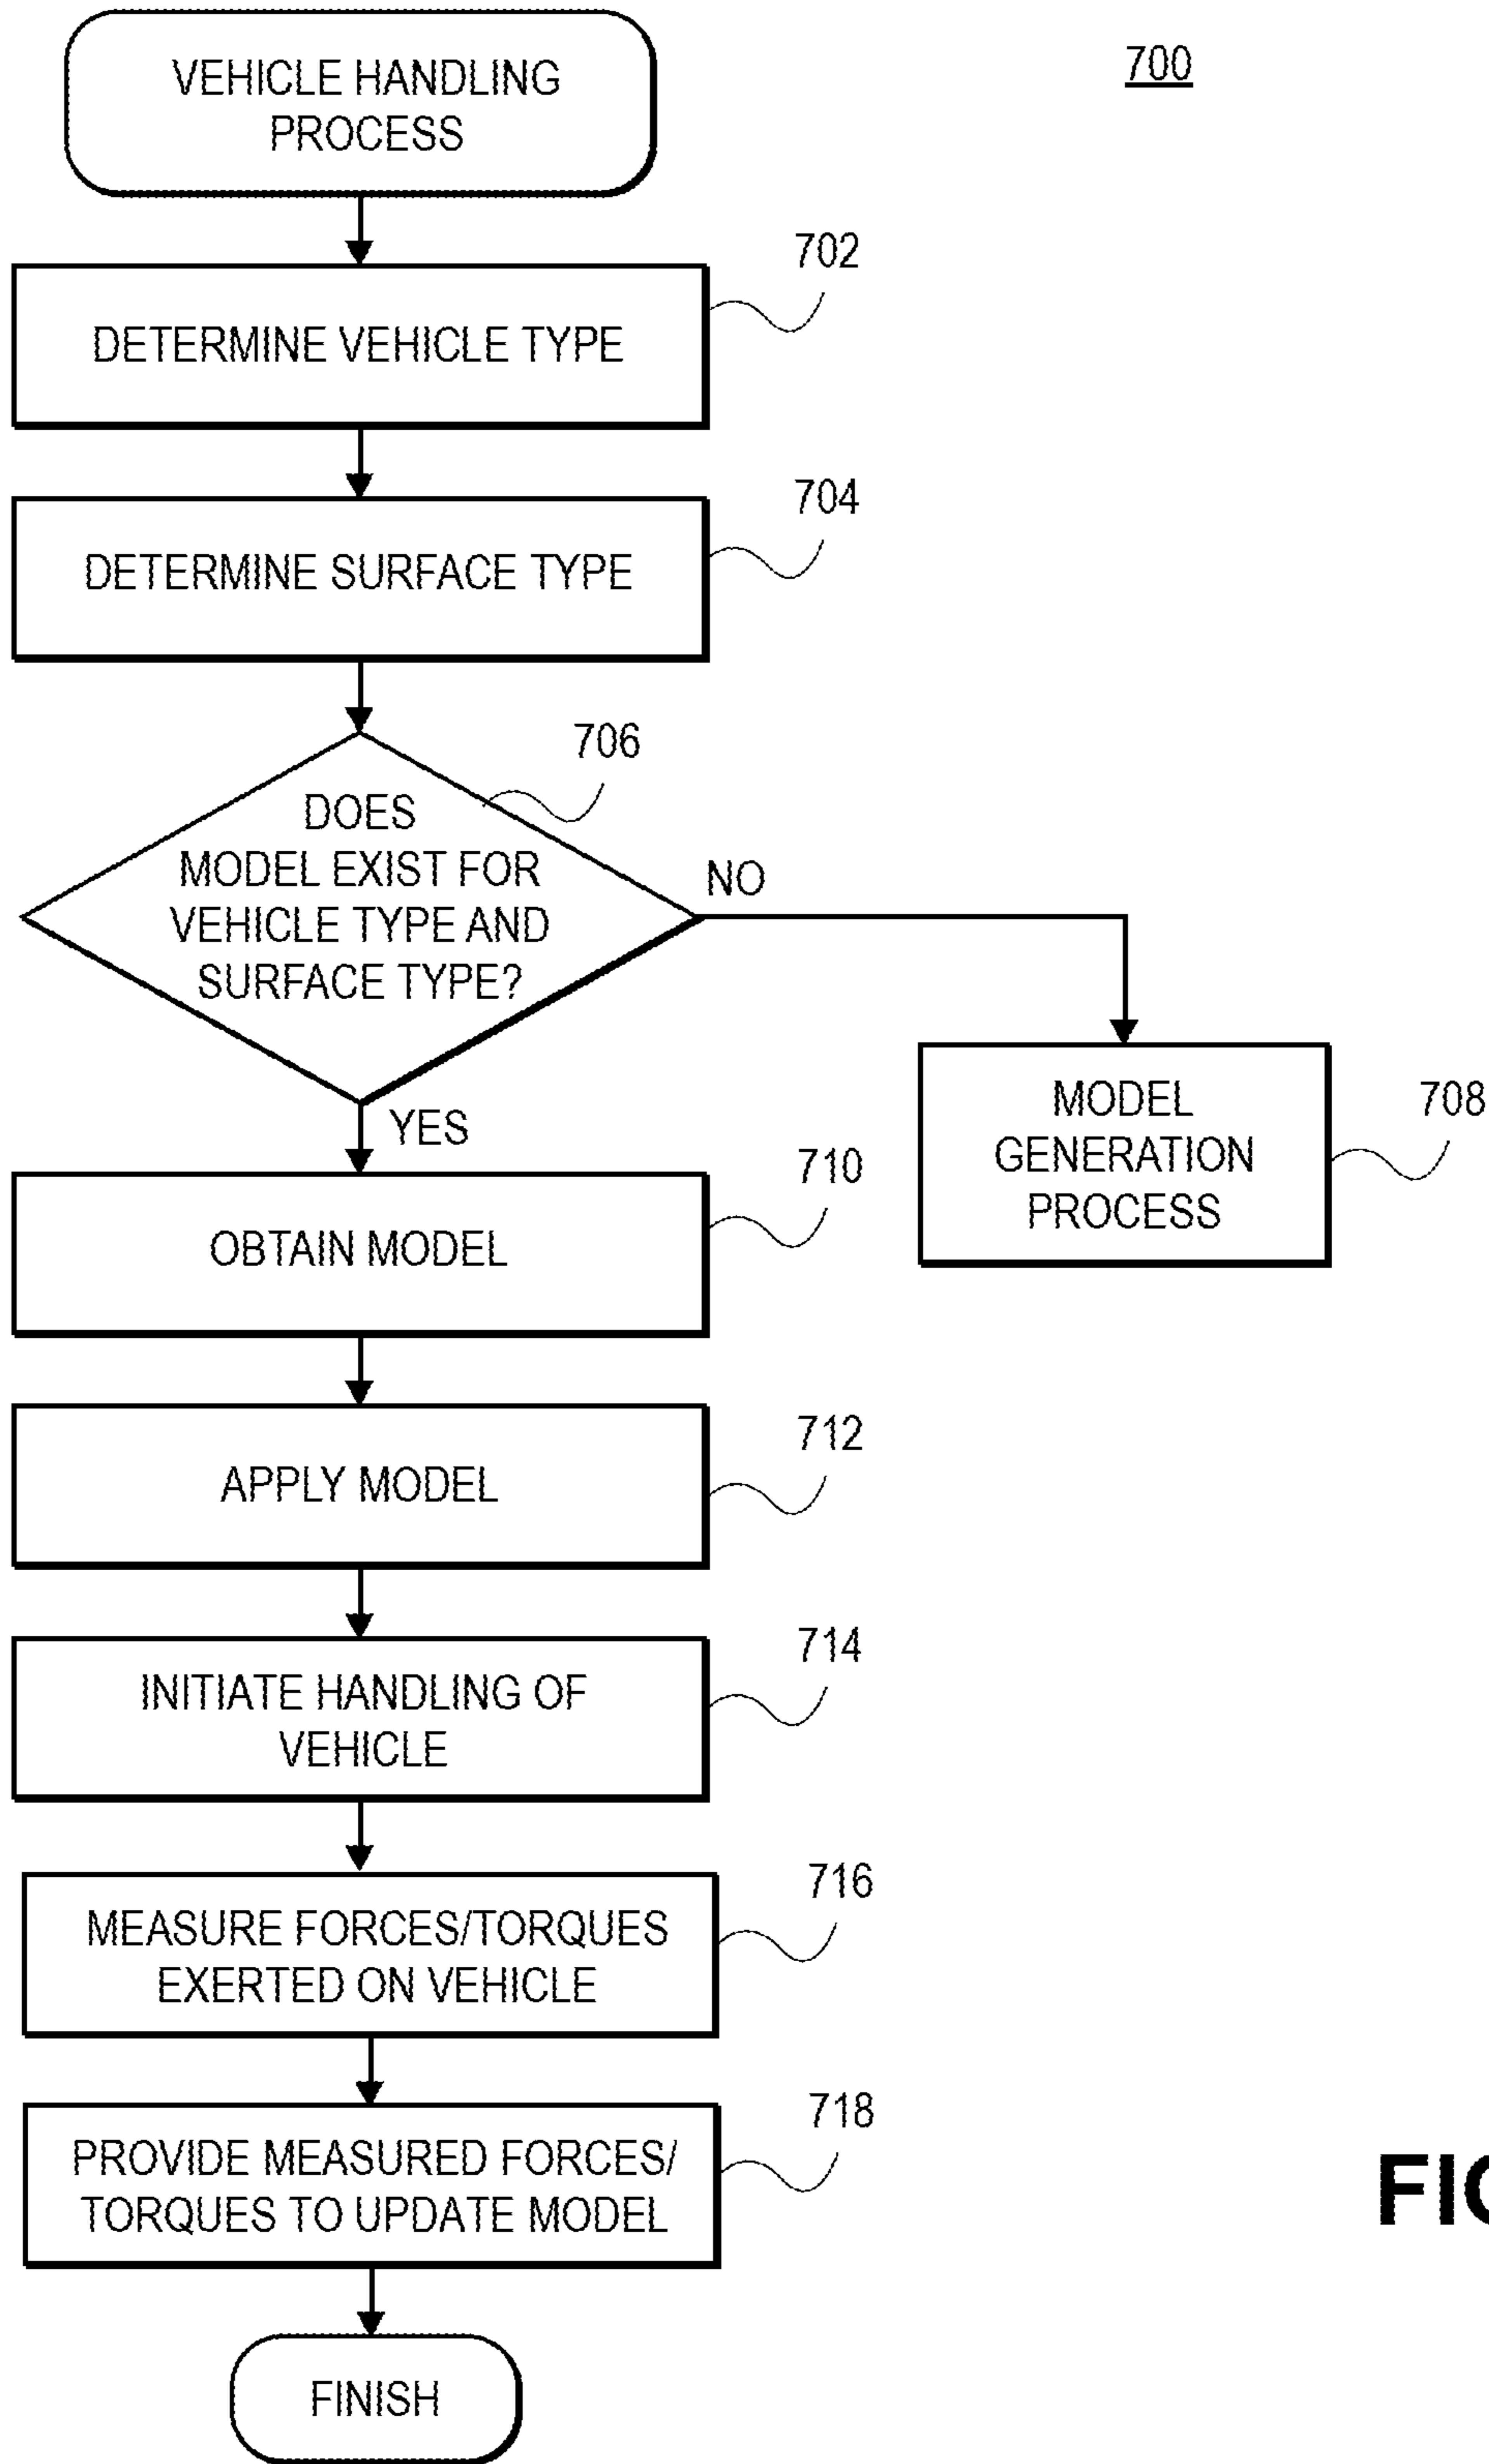 VEHICLE HANDLING
PROCESS
700
702
DETERMINE VEHICLE TYPE
704
DETERMINE SURFACE TYPE
706
DOES
MODEL EXIST FOR
VEHICLE TYPE AND
SURFACE TYPE?
NO
YES
MODEL
GENERATION
PROCESS
708
710
OBTAIN MODEL
712
APPLY MODEL
714
INITIATE HANDLING OF
VEHICLE
716
MEASURE FORCES/TORQUES
EXERTED ON VEHICLE
718
PROVIDE MEASURED FORCES/
TORQUES TO UPDATE MODEL
FINISH